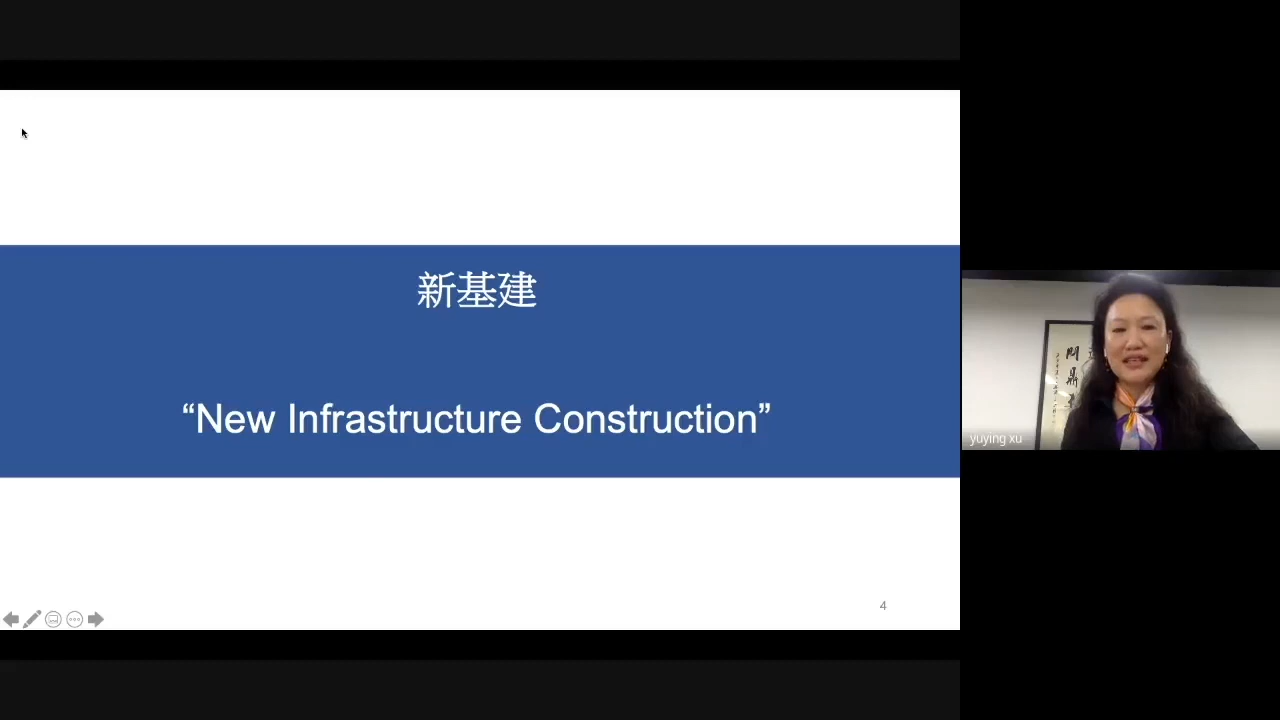 新基建
“New Infrastructure Construction”
4
yuying xu